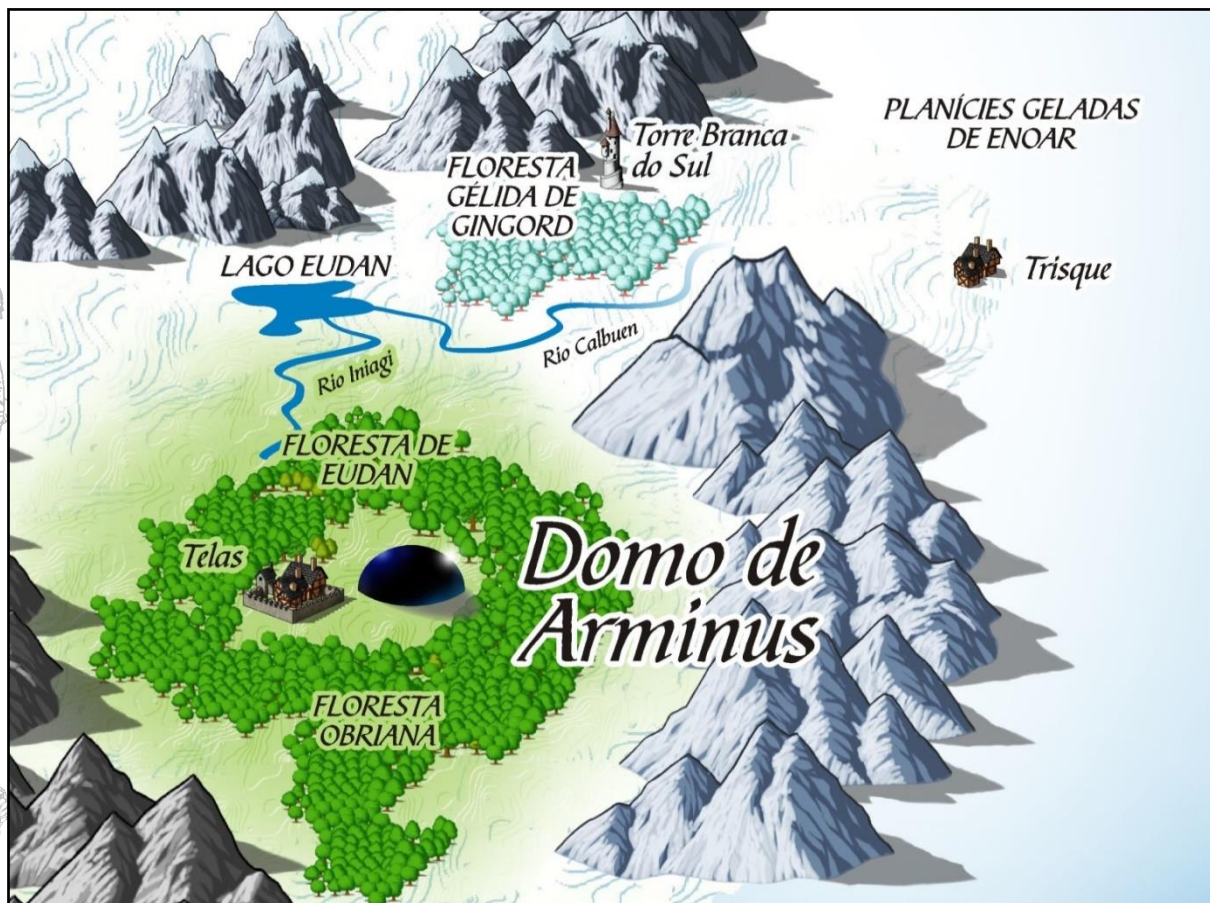 PLANÍCIES GELADAS
DE ENOAR
Torre Branca
do Sul
FLORESTA
GÉLIDA DE
GINGORD
LAGO EUDAN
Trisque
Rio Calbuen
Rio Iniagi
FLORESTA DE
EUDAN
Telas
Domo de
Arminus
FLORESTA
OBRIANA